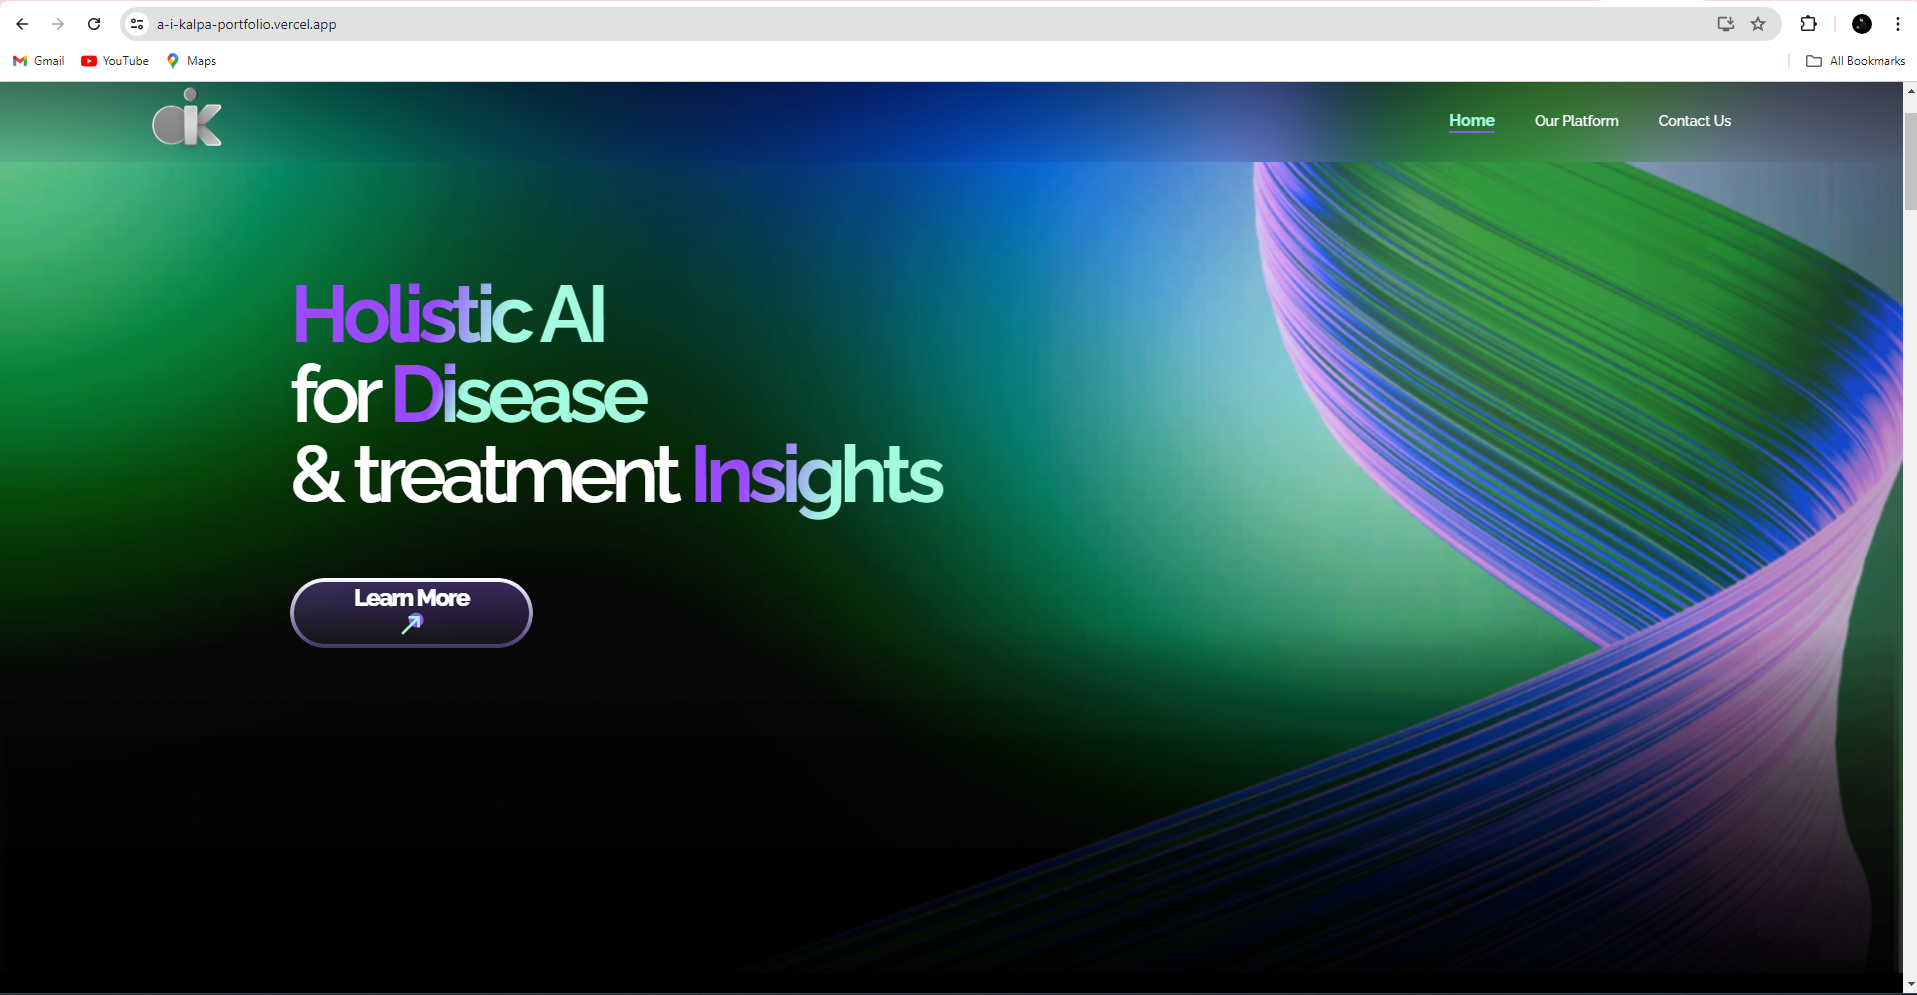 a-i-kalpa-portfolio.vercel.app
Gmail YouTube Maps All Bookmarks
aik
Home Our Platform Contact Us
Holistic AI
for Disease
& treatment Insights
Learn More